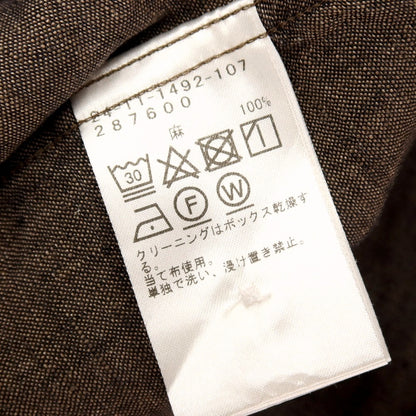 24-11-1492-107
287600
麻 100%
30
F W
クリーニングはボックス乾燥する。
当て布使用。
単独で洗い、浸け置き禁止。